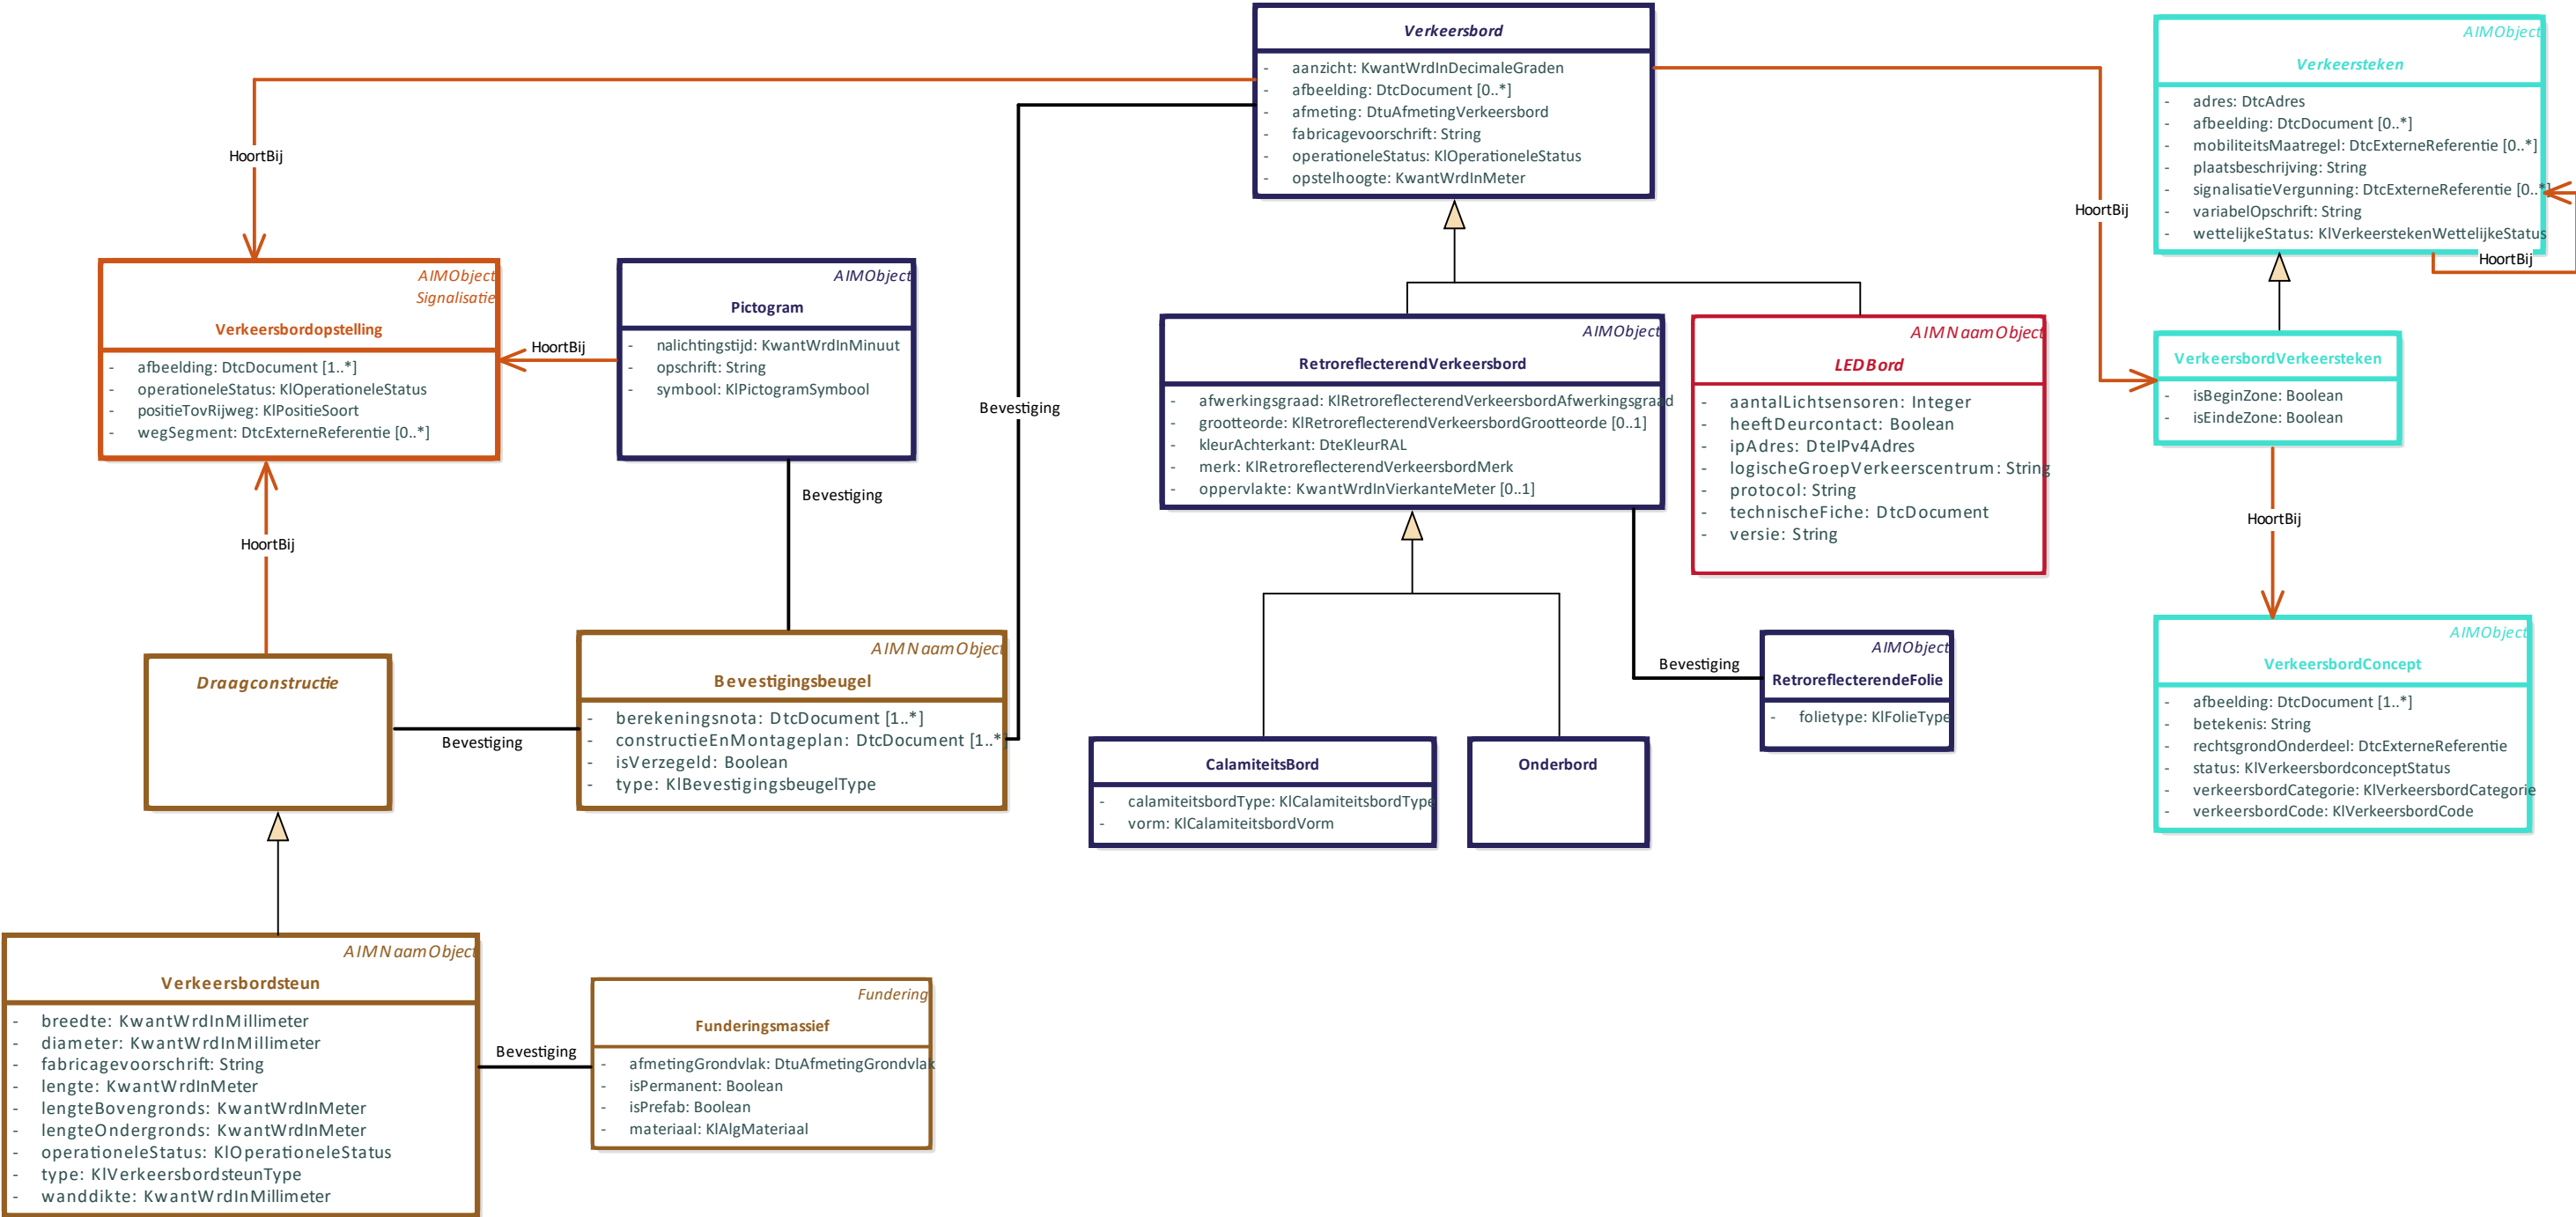 Verkeersbord
- aanzicht: KwantWrdInDecimaleGraden
- afbeelding: DtcDocument [0..*]
- afmeting: DtuAfmetingVerkeersbord
- fabricagevoorschrift: String
- operationeleStatus: KlOperationeleStatus
- opstelhoogte: KwantWrdInMeter
AIMObject
Verkeersteken
- adres: DtcAdres
- afbeelding: DtcDocument [0..*]
- mobiliteitsMaatregel: DtcExterneReferentie [0..*]
- plaatsbeschrijving: String
- signalisatieVergunning: DtcExterneReferentie [0..*]
- variabelOpschrift: String
- wettelijkeStatus: KlVerkeerstekenWettelijkeStatus
HoortBij
HoortBij
HoortBij
AIMObject
Signalisatie
Verkeersbordopstelling
- afbeelding: DtcDocument [1..*]
- operationeleStatus: KlOperationeleStatus
- positieTovRijweg: KlPositieSoort
- wegSegment: DtcExterneReferentie [0..*]
HoortBij
AIMObject
Pictogram
- nalichtingstijd: KwantWrdInMinuut
- opschrift: String
- symbool: KlPictogramSymbool
Bevestiging
Bevestiging
AIMObject
RetroreflecterendVerkeersbord
- afwerkingsgraad: KlRetroreflecterendVerkeersbordAfwerkingsgraad
- grootteorde: KlRetroreflecterendVerkeersbordGrootteorde [0..1]
- kleurAchterkant: DteKleurRAL
- merk: KlRetroreflecterendVerkeersbordMerk
- oppervlakte: KwantWrdInVierkanteMeter [0..1]
AIMNaamObject
LEDBord
- aantalLichtsensoren: Integer
- heeftDeurcontact: Boolean
- ipAdres: DteIPv4Adres
- logischeGroepVerkeerscentrum: String
- protocol: String
- technischeFiche: DtcDocument
- versie: String
VerkeersbordVerkeersteken
- isBeginZone: Boolean
- isEindeZone: Boolean
HoortBij
HoortBij
Draagconstructie
Bevestiging
AIMNaamObject
Bevestigingsbeugel
- berekeningsnota: DtcDocument [1..*]
- constructieEnMontageplan: DtcDocument [1..*]
- isVerzegeld: Boolean
- type: KlBevestigingsbeugelType
Bevestiging
AIMObject
RetroreflecterendeFolie
- folietype: KlFolieType
AIMObject
VerkeersbordConcept
- afbeelding: DtcDocument [1..*]
- betekenis: String
- rechtsgrondOnderdeel: DtcExterneReferentie
- status: KlVerkeersbordconceptStatus
- verkeersbordCategorie: KlVerkeersbordCategorie
- verkeersbordCode: KlVerkeersbordCode
CalamiteitsBord
- calamiteitsbordType: KlCalamiteitsbordType
- vorm: KlCalamiteitsbordVorm
Onderbord
AIMNaamObject
Verkeersbordsteun
- breedte: KwantWrdInMillimeter
- diameter: KwantWrdInMillimeter
- fabricagevoorschrift: String
- lengte: KwantWrdInMeter
- lengteBovengronds: KwantWrdInMeter
- lengteOndergronds: KwantWrdInMeter
- operationeleStatus: KlOperationeleStatus
- type: KlVerkeersbordsteunType
- wanddikte: KwantWrdInMillimeter
Bevestiging
Fundering
Funderingsmassief
- afmetingGrondvlak: DtuAfmetingGrondvlak
- isPermanent: Boolean
- isPrefab: Boolean
- materiaal: KlAlgMateriaal